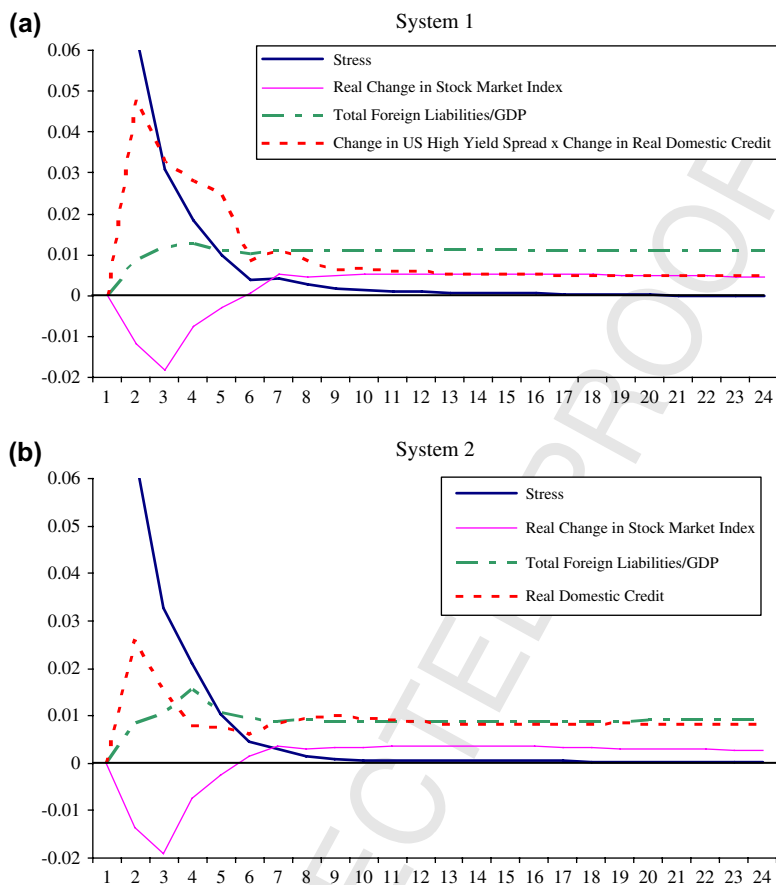 (a)
System 1
0.06
0.05
0.04
0.03
0.02
0.01
0
-0.01
-0.02
Stress
Real Change in Stock Market Index
Total Foreign Liabilities/GDP
Change in US High Yield Spread x Change in Real Domestic Credit
1 2 3 4 5 6 7 8 9 10 11 12 13 14 15 16 17 18 19 20 21 22 23 24
(b)
System 2
0.06
0.05
0.04
0.03
0.02
0.01
0
-0.01
-0.02
Stress
Real Change in Stock Market Index
Total Foreign Liabilities/GDP
Real Domestic Credit
1 2 3 4 5 6 7 8 9 10 11 12 13 14 15 16 17 18 19 20 21 22 23 24
ECTED PROOF